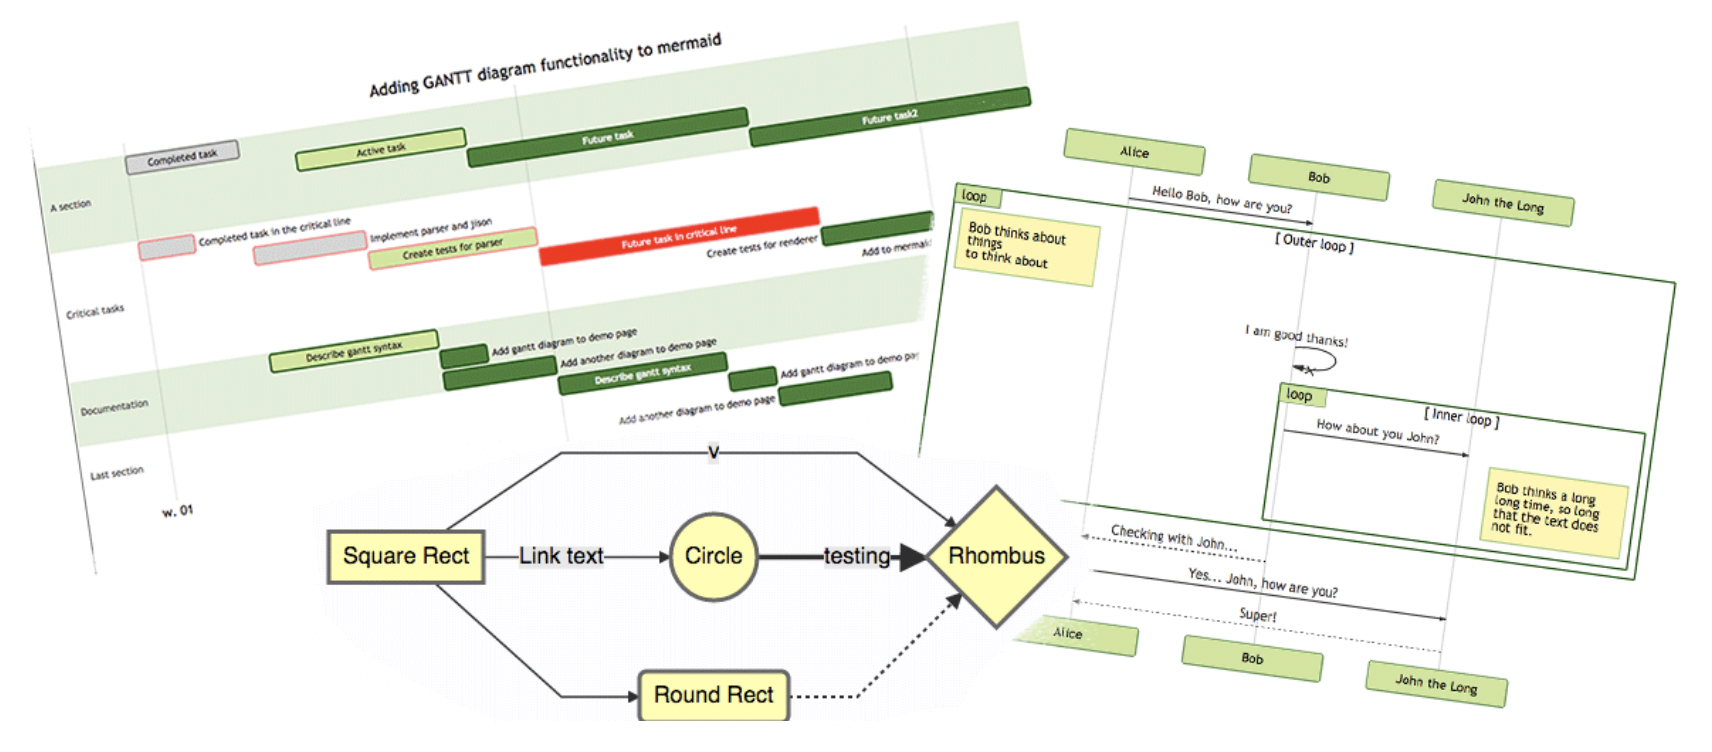 Adding GANTT diagram functionality to mermaid
Completed task
Active task
Future task
Future task2
A section
Completed task in the critical line
Implement parser and jison
Create tests for parser
Future task in critical line
Create tests for renderer
Add to mermaid
Critical tasks
Describe gantt syntax
Add gantt diagram to demo page
Add another diagram to demo page
Describe gantt syntax
Add gantt diagram to demo pa
Add another diagram to demo page
Documentation
Last section
w. 01
Square Rect
v
Link text
Circle
testing
Rhombus
Round Rect
Alice
Bob
John the Long
Hello Bob, how are you?
loop
[ Outer loop ]
Bob thinks about
things
to think about
I am good thanks!
loop
[ Inner loop ]
How about you John?
Bob thinks a long
long time, so long
that the text does
not fit.
Checking with John...
Yes... John, how are you?
Super!
Alice
Bob
John the Long